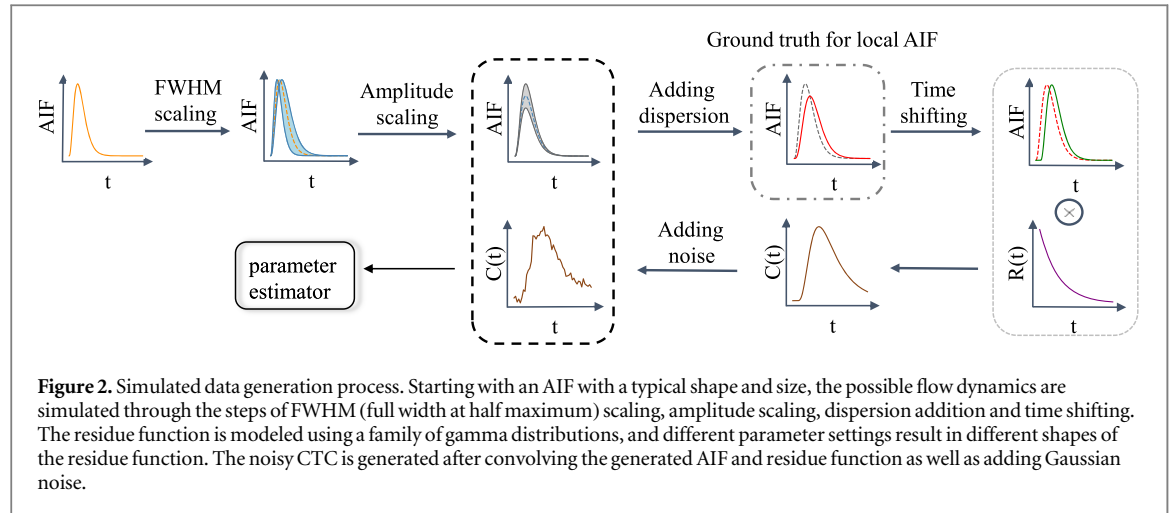 Ground truth for local AIF
FWHM
scaling
Amplitude
scaling
Adding
dispersion
Time
shifting
AIF
t
AIF
t
AIF
t
AIF
t
AIF
t
parameter
estimator
C(t)
t
Adding
noise
C(t)
t
R(t)
t
Figure 2. Simulated data generation process. Starting with an AIF with a typical shape and size, the possible flow dynamics are
simulated through the steps of FWHM (full width at half maximum) scaling, amplitude scaling, dispersion addition and time shifting.
The residue function is modeled using a family of gamma distributions, and different parameter settings result in different shapes of
the residue function. The noisy CTC is generated after convolving the generated AIF and residue function as well as adding Gaussian
noise.